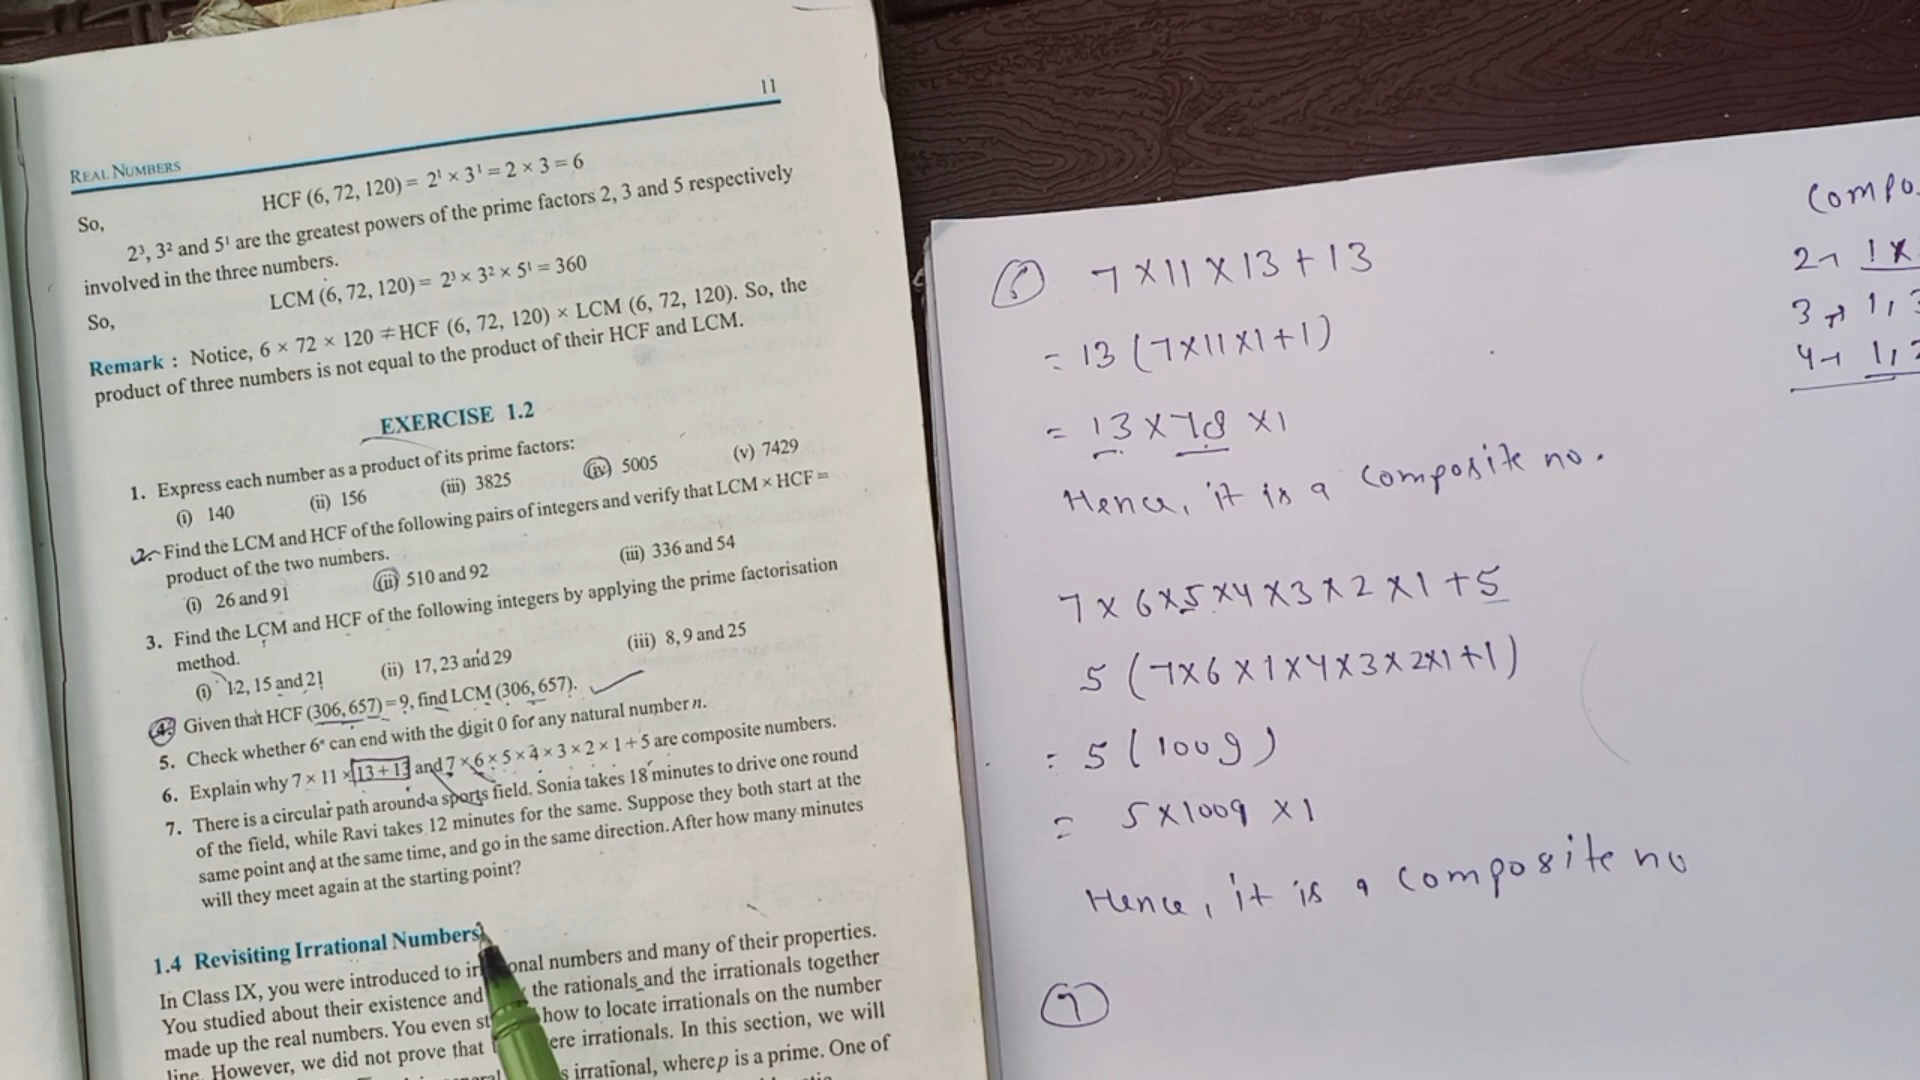 11
REAL NUMBERS
HCF (6, 72, 120) = 2¹ × 3¹ = 2 × 3 = 6
So,
2³, 3² and 5¹ are the greatest powers of the prime factors 2, 3 and 5 respectively
involved in the three numbers.
LCM (6, 72, 120) = 2³ × 3² × 5¹ = 360
So,
Remark : Notice, 6 × 72 × 120 ≠ HCF (6, 72, 120) × LCM (6, 72, 120). So, the
product of three numbers is not equal to the product of their HCF and LCM.
EXERCISE 1.2
1. Express each number as a product of its prime factors:
(i) 140 (ii) 156 (iii) 3825 (iv) 5005 (v) 7429
2. Find the LCM and HCF of the following pairs of integers and verify that LCM × HCF =
product of the two numbers.
(i) 26 and 91 (ii) 510 and 92 (iii) 336 and 54
3. Find the LCM and HCF of the following integers by applying the prime factorisation
method.
(i) 12, 15 and 21 (ii) 17, 23 and 29 (iii) 8, 9 and 25
4. Given that HCF (306, 657) = 9, find LCM (306, 657).
5. Check whether 6ⁿ can end with the digit 0 for any natural number n.
6. Explain why 7 × 11 × 13 + 13 and 7 × 6 × 5 × 4 × 3 × 2 × 1 + 5 are composite numbers.
7. There is a circular path around a sports field. Sonia takes 18 minutes to drive one round
of the field, while Ravi takes 12 minutes for the same. Suppose they both start at the
same point and at the same time, and go in the same direction. After how many minutes
will they meet again at the starting point?
1.4 Revisiting Irrational Numbers
In Class IX, you were introduced to ir onal numbers and many of their properties.
You studied about their existence and the rationals and the irrationals together
made up the real numbers. You even st how to locate irrationals on the number
line. However, we did not prove that ere irrationals. In this section, we will
s irrational, where p is a prime. One of
6 7 × 11 × 13 + 13
= 13 (7×11×1+1)
= 13 × 78 × 1
Hence, it is a composite no.
7 × 6 × 5 × 4 × 3 × 2 × 1 + 5
5 (7×6×1×4×3×2×1+1)
= 5 (1009)
= 5 × 1009 × 1
Hence, it is a composite no
7
Compo
2→ 1×
3→ 1, 3
4→ 1, 2